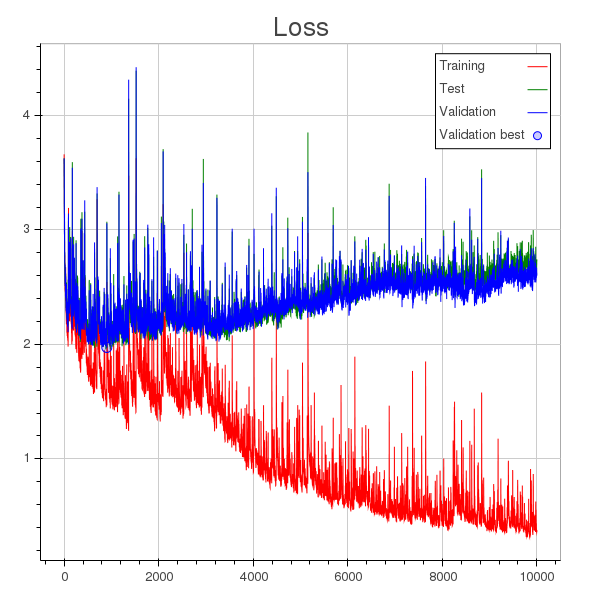 Loss
Training
Test
Validation
Validation best
4
3
2
1
0
2000
4000
6000
8000
10000